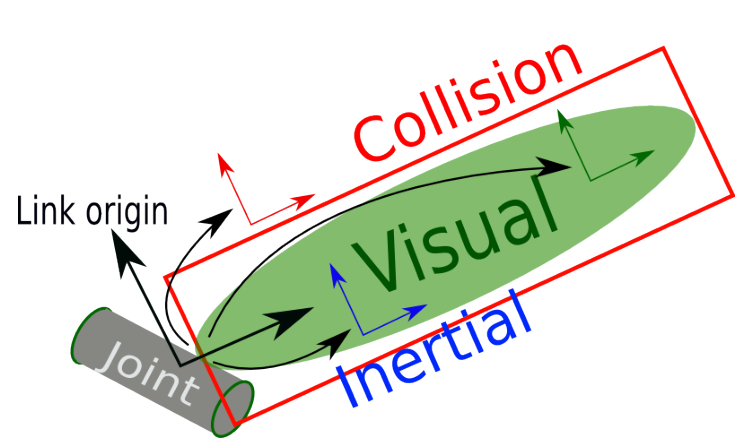 Collision
Link origin
Visual
Inertial
Joint